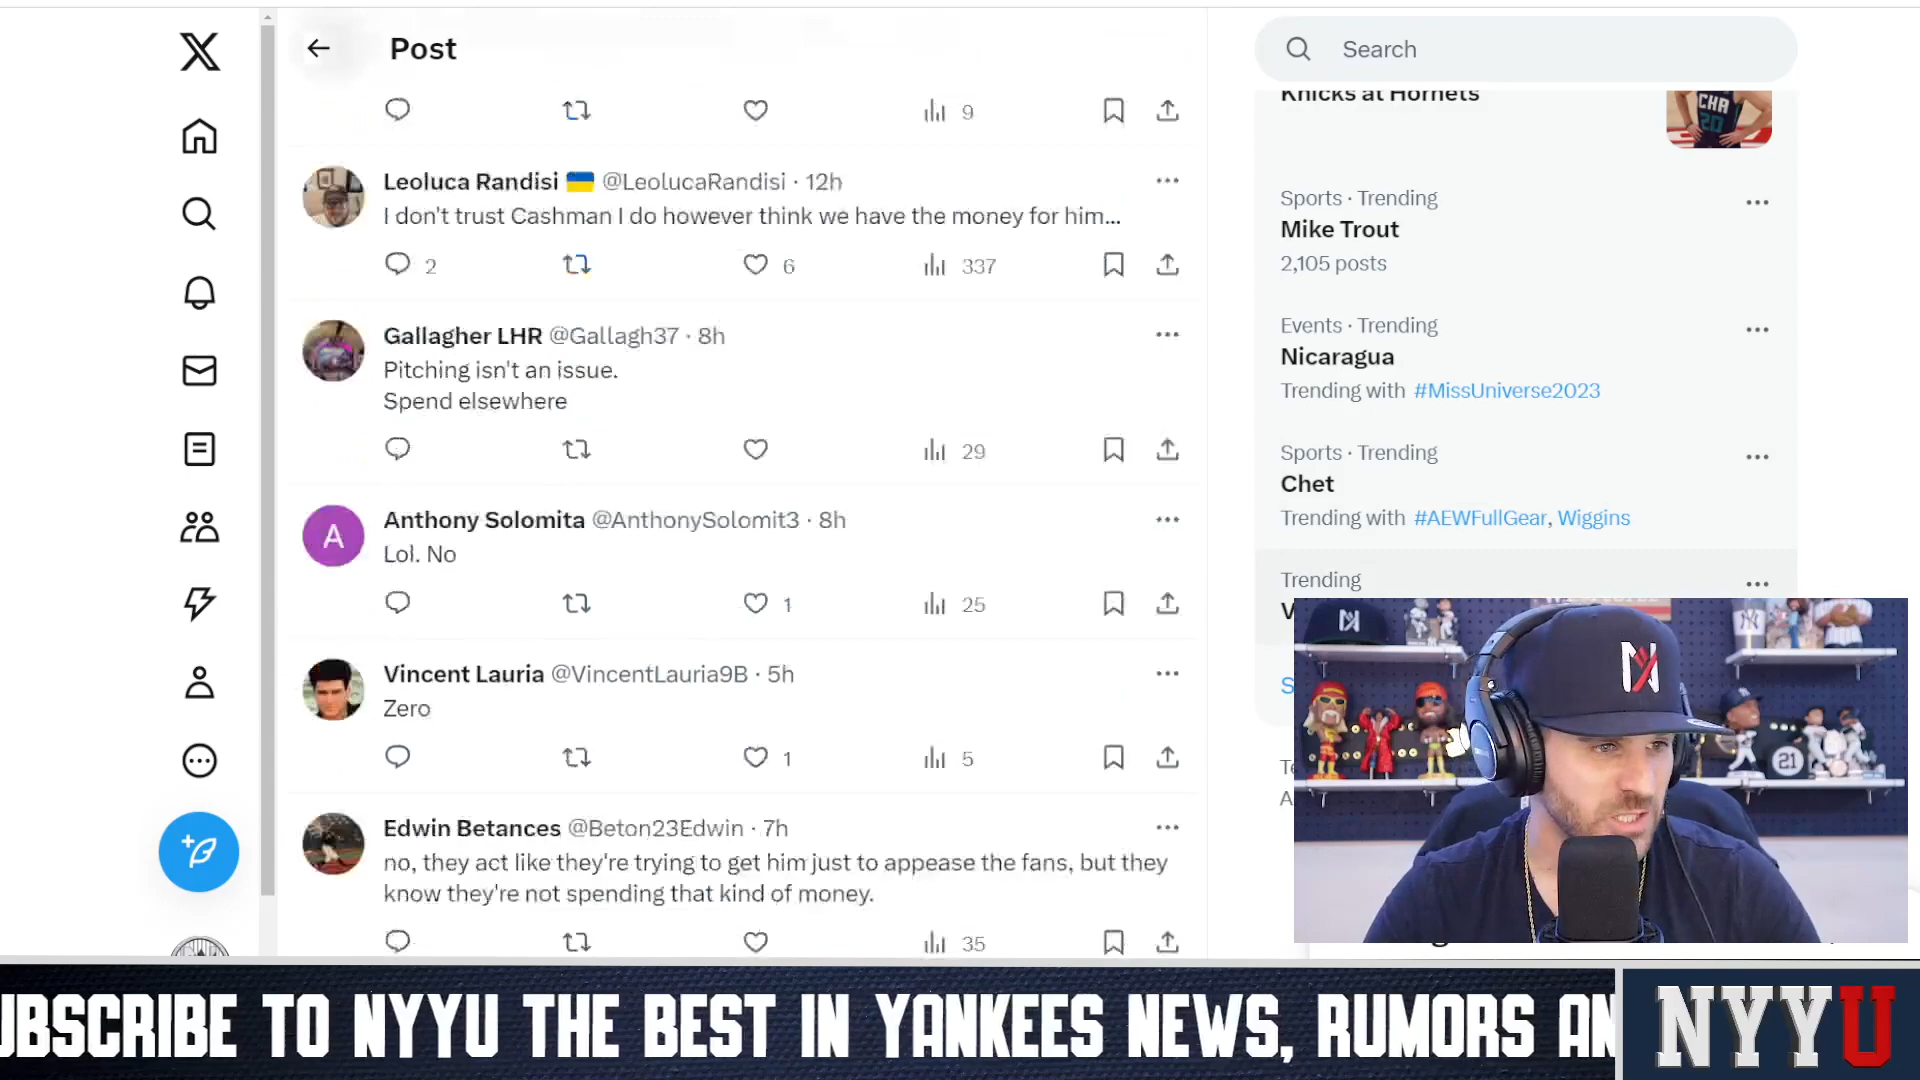 Post
Search
9
Leoluca Randisi @LeolucaRandisi · 12h
I don't trust Cashman I do however think we have the money for him...
2 6 337
Gallagher LHR @Gallagh37 · 8h
Pitching isn't an issue.
Spend elsewhere
29
Anthony Solomita @AnthonySolomit3 · 8h
A
Lol. No
1 25
Vincent Lauria @VincentLauria9B · 5h
Zero
1 5
Edwin Betances @Beton23Edwin · 7h
no, they act like they're trying to get him just to appease the fans, but they
know they're not spending that kind of money.
35
Knicks at Hornets
CHA
20
Sports · Trending
Mike Trout
2,105 posts
Events · Trending
Nicaragua
Trending with #MissUniverse2023
Sports · Trending
Chet
Trending with #AEWFullGear, Wiggins
Trending
21
UBSCRIBE TO NYYU THE BEST IN YANKEES NEWS, RUMORS AN
NYYU